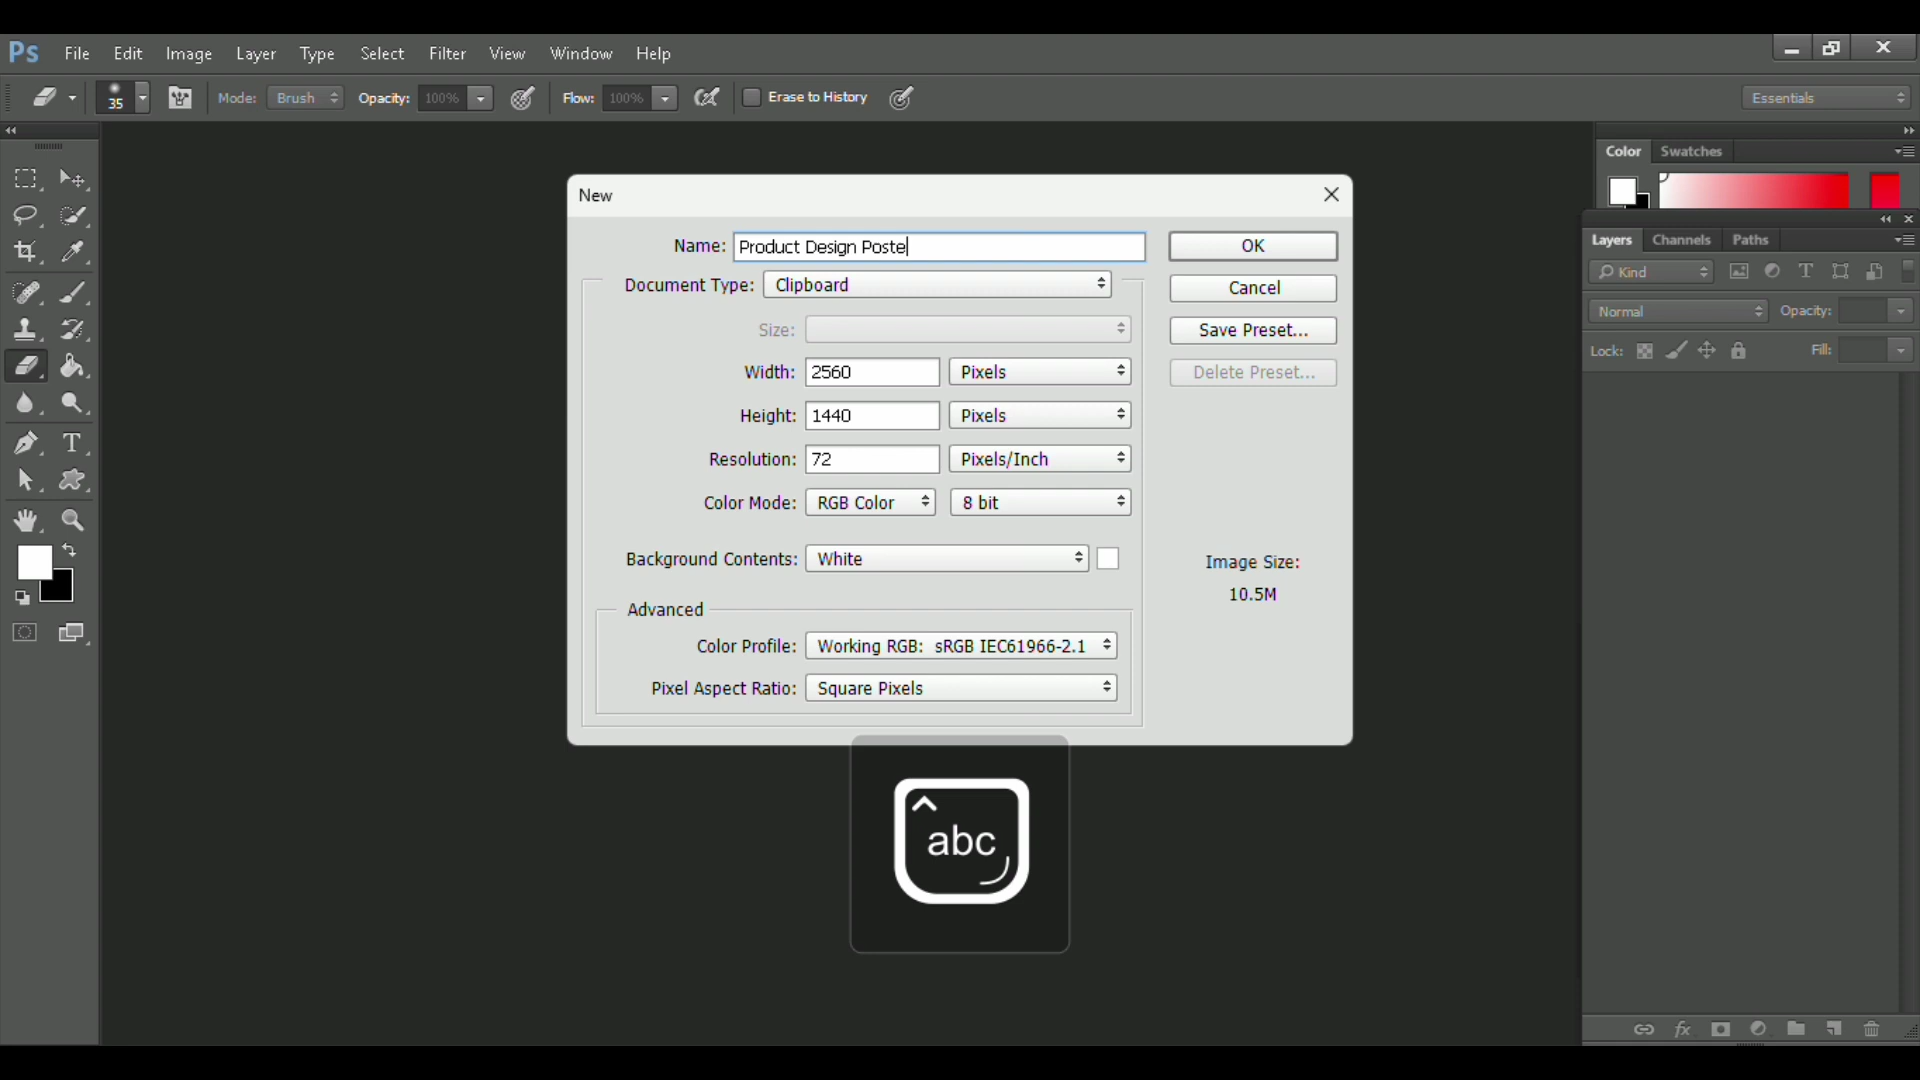 Ps File Edit Image Layer Type Select Filter View Window Help
35 Mode: Brush Opacity: 100% Flow: 100% Erase to History Essentials
Color Swatches
New
Name: Product Design Poste OK
Document Type: Clipboard Cancel
Size: Save Preset...
Width: 2560 Pixels Delete Preset...
Height: 1440 Pixels
Resolution: 72 Pixels/Inch
Color Mode: RGB Color 8 bit
Background Contents: White
Image Size:
10.5M
Advanced
Color Profile: Working RGB: sRGB IEC61966-2.1
Pixel Aspect Ratio: Square Pixels
abc
Layers Channels Paths
Kind
Normal Opacity:
Lock: Fill:
fx